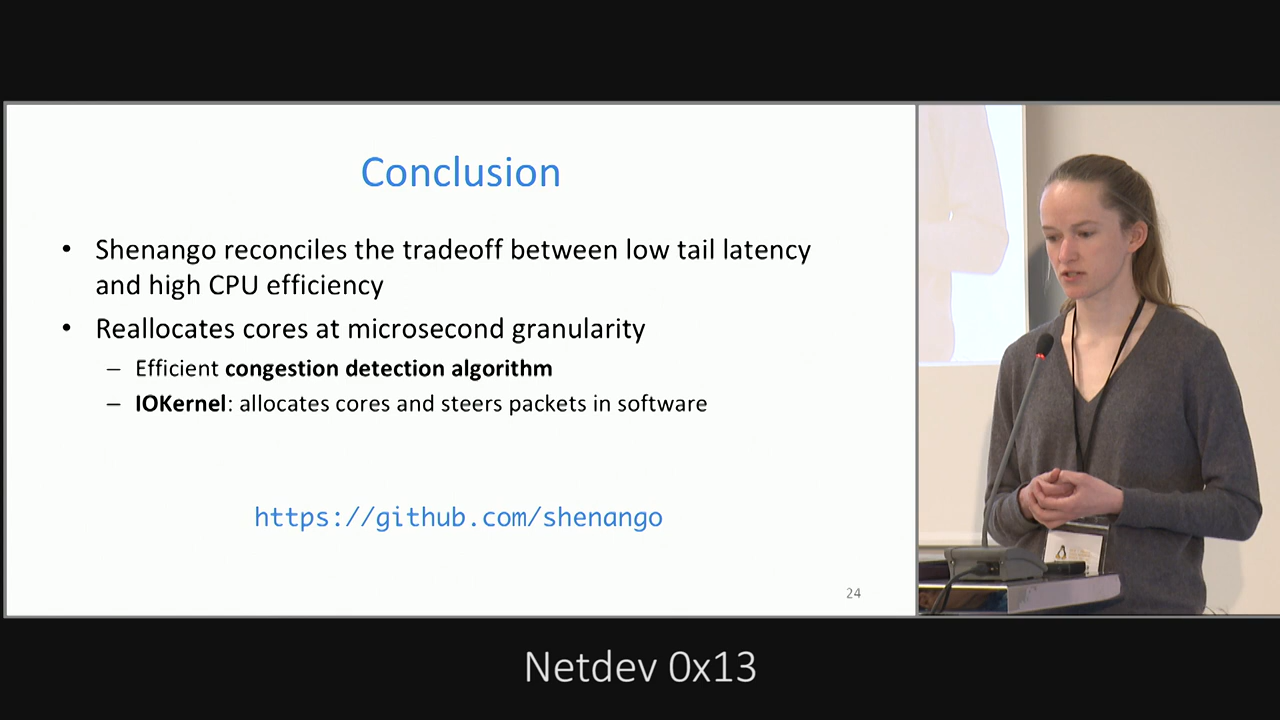 Conclusion
• Shenango reconciles the tradeoff between low tail latency
and high CPU efficiency
• Reallocates cores at microsecond granularity
– Efficient congestion detection algorithm
– IOKernel: allocates cores and steers packets in software
https://github.com/shenango
24
Netdev 0x13